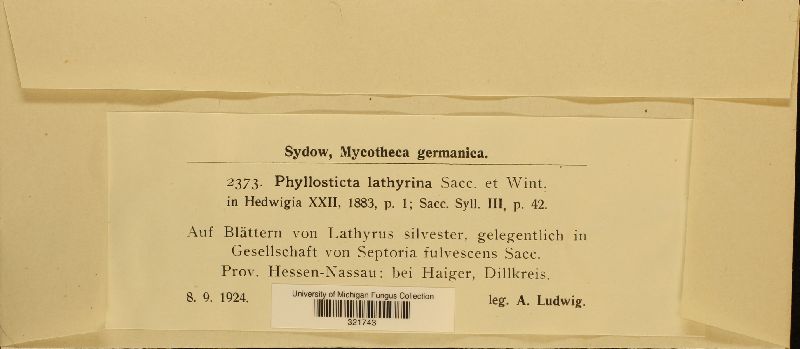 Sydow, Mycotheca germanica.
2373. Phyllosticta lathyrina Sacc. et Wint.
in Hedwigia XXII, 1883, p. 1; Sacc. Syll. III, p. 42.
Auf Blättern von Lathyrus silvester, gelegentlich in
Gesellschaft von Septoria fulvescens Sacc.
Prov. Hessen-Nassau: bei Haiger, Dillkreis.
8. 9. 1924. leg. A. Ludwig.
University of Michigan Fungus Collection
321743